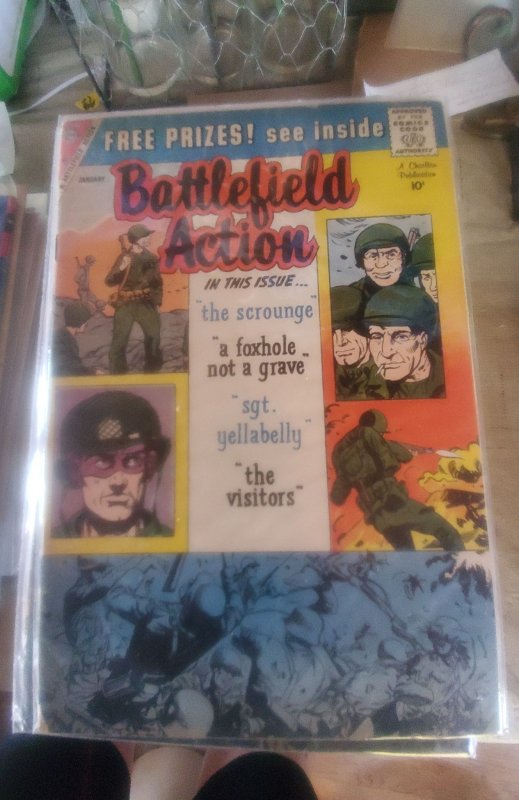 FREE PRIZES! see inside
APPROVED
BY THE
COMICS
CODE
AUTHORITY
JANUARY
A Charlton
Publication
10¢
Battlefield
Action
IN THIS ISSUE...
"the scrounge"
"a foxhole
not a grave"
"sgt.
yellabelly"
"the
visitors"